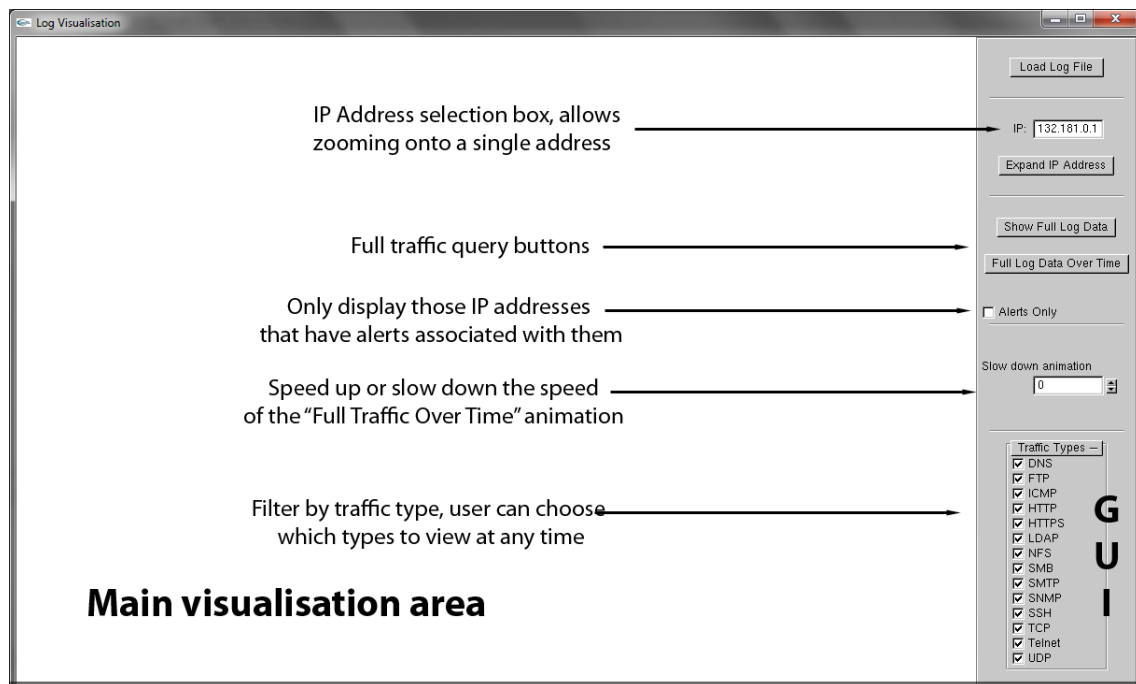 Log Visualisation
Load Log File
IP Address selection box, allows
zooming onto a single address
IP: 132.181.0.1
Expand IP Address
Full traffic query buttons
Show Full Log Data
Full Log Data Over Time
Only display those IP addresses
that have alerts associated with them
Alerts Only
Speed up or slow down the speed
of the “Full Traffic Over Time” animation
Slow down animation
0
Filter by traffic type, user can choose
which types to view at any time
Traffic Types
DNS
FTP
ICMP
HTTP
HTTPS
LDAP
NFS
SMB
SMTP
SNMP
SSH
TCP
Telnet
UDP
G
U
I
Main visualisation area